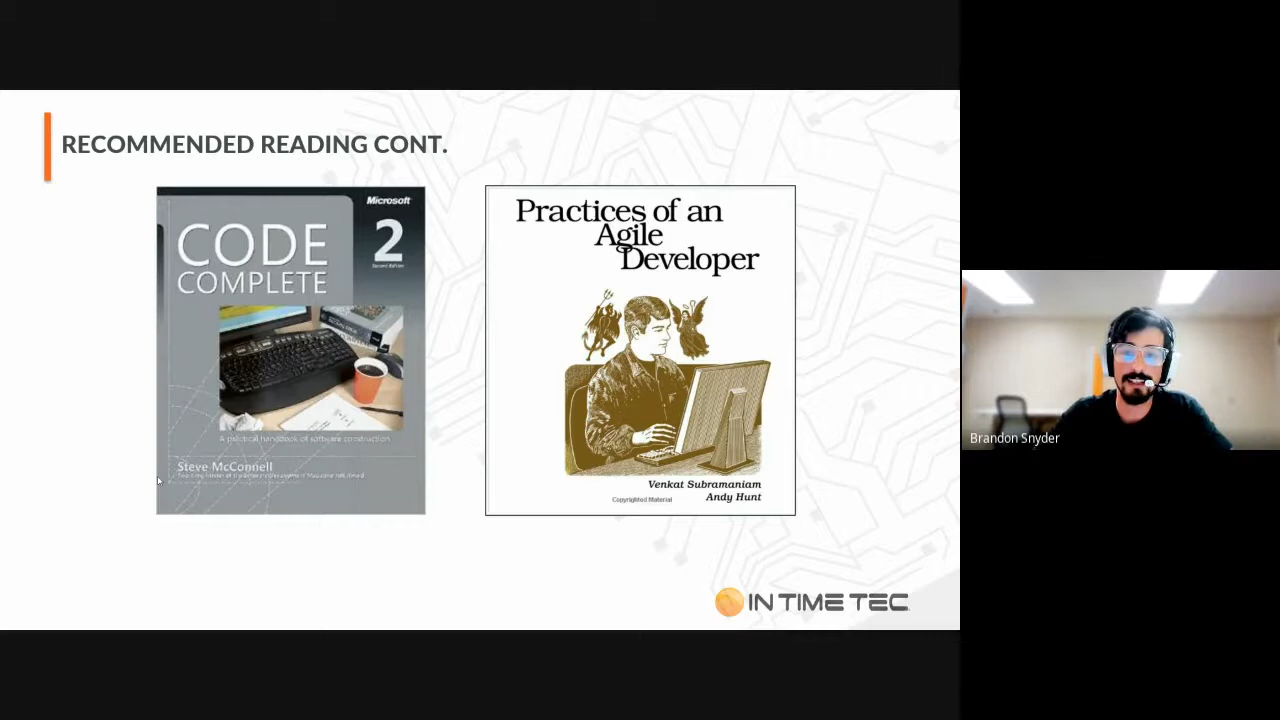 RECOMMENDED READING CONT.
Microsoft
CODE
COMPLETE
2
Second Edition
A practical handbook of software construction
Steve McConnell
Practices of an
Agile
Developer
Venkat Subramaniam
Andy Hunt
Copyrighted Material
IN TIME TEC
Brandon Snyder